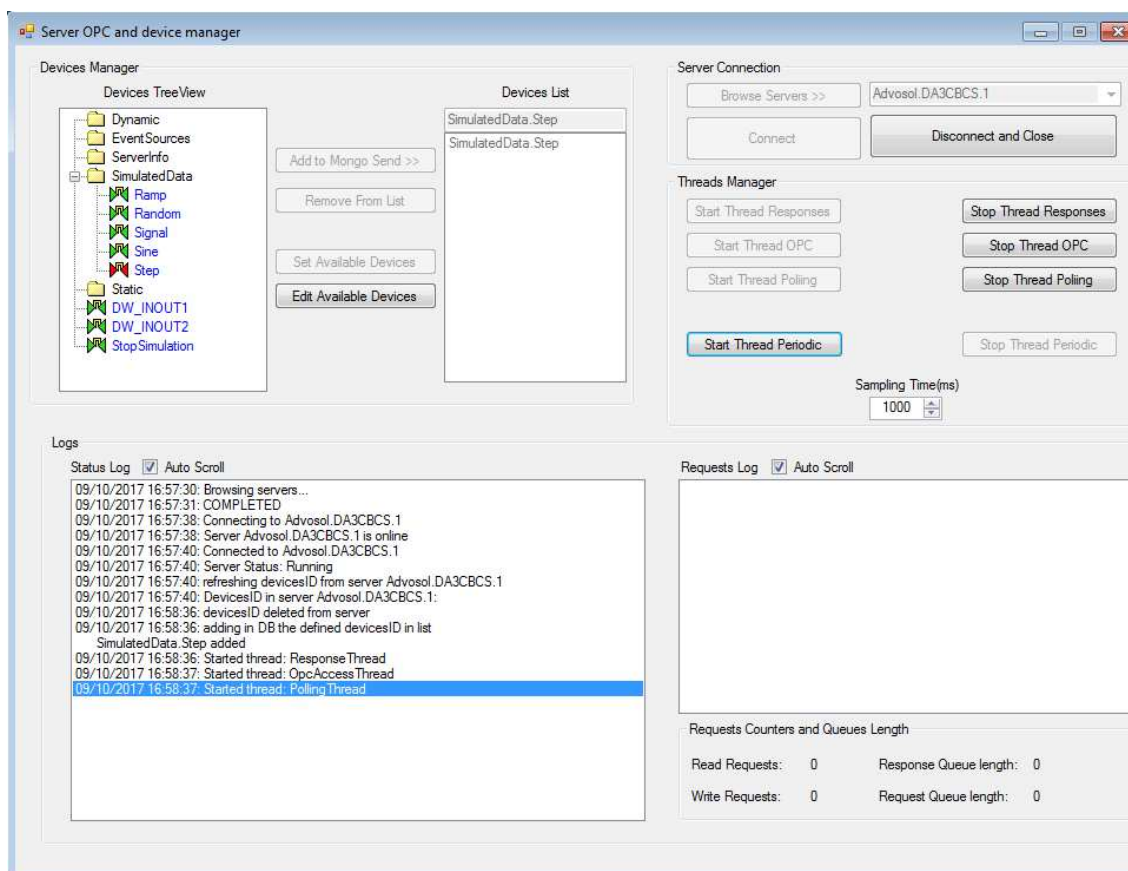 Server OPC and device manager
Devices Manager
Devices TreeView
Devices List
Dynamic
EventSources
ServerInfo
SimulatedData
Ramp
Random
Signal
Sine
Step
Static
DW_INOUT1
DW_INOUT2
StopSimulation
Add to Mongo Send >>
Remove From List
Set Available Devices
Edit Available Devices
SimulatedData.Step
SimulatedData.Step
Server Connection
Browse Servers >>
Advosol.DA3CBCS.1
Connect
Disconnect and Close
Threads Manager
Start Thread Responses
Stop Thread Responses
Start Thread OPC
Stop Thread OPC
Start Thread Poliing
Stop Thread Poliing
Start Thread Periodic
Stop Thread Periodic
Sampling Time(ms)
1000
Logs
Status Log
Auto Scroll
09/10/2017 16:57:30: Browsing servers...
09/10/2017 16:57:31: COMPLETED
09/10/2017 16:57:38: Connecting to Advosol.DA3CBCS.1
09/10/2017 16:57:38: Server Advosol.DA3CBCS.1 is online
09/10/2017 16:57:40: Connected to Advosol.DA3CBCS.1
09/10/2017 16:57:40: Server Status: Running
09/10/2017 16:57:40: refreshing devicesID from server Advosol.DA3CBCS.1
09/10/2017 16:57:40: DevicesID in server Advosol.DA3CBCS.1:
09/10/2017 16:58:36: devicesID deleted from server
09/10/2017 16:58:36: adding in DB the defined devicesID in list
SimulatedData.Step added
09/10/2017 16:58:36: Started thread: ResponseThread
09/10/2017 16:58:37: Started thread: OpcAccessThread
09/10/2017 16:58:37: Started thread: PollingThread
Requests Log
Auto Scroll
Requests Counters and Queues Length
Read Requests: 0
Response Queue length: 0
Write Requests: 0
Request Queue length: 0